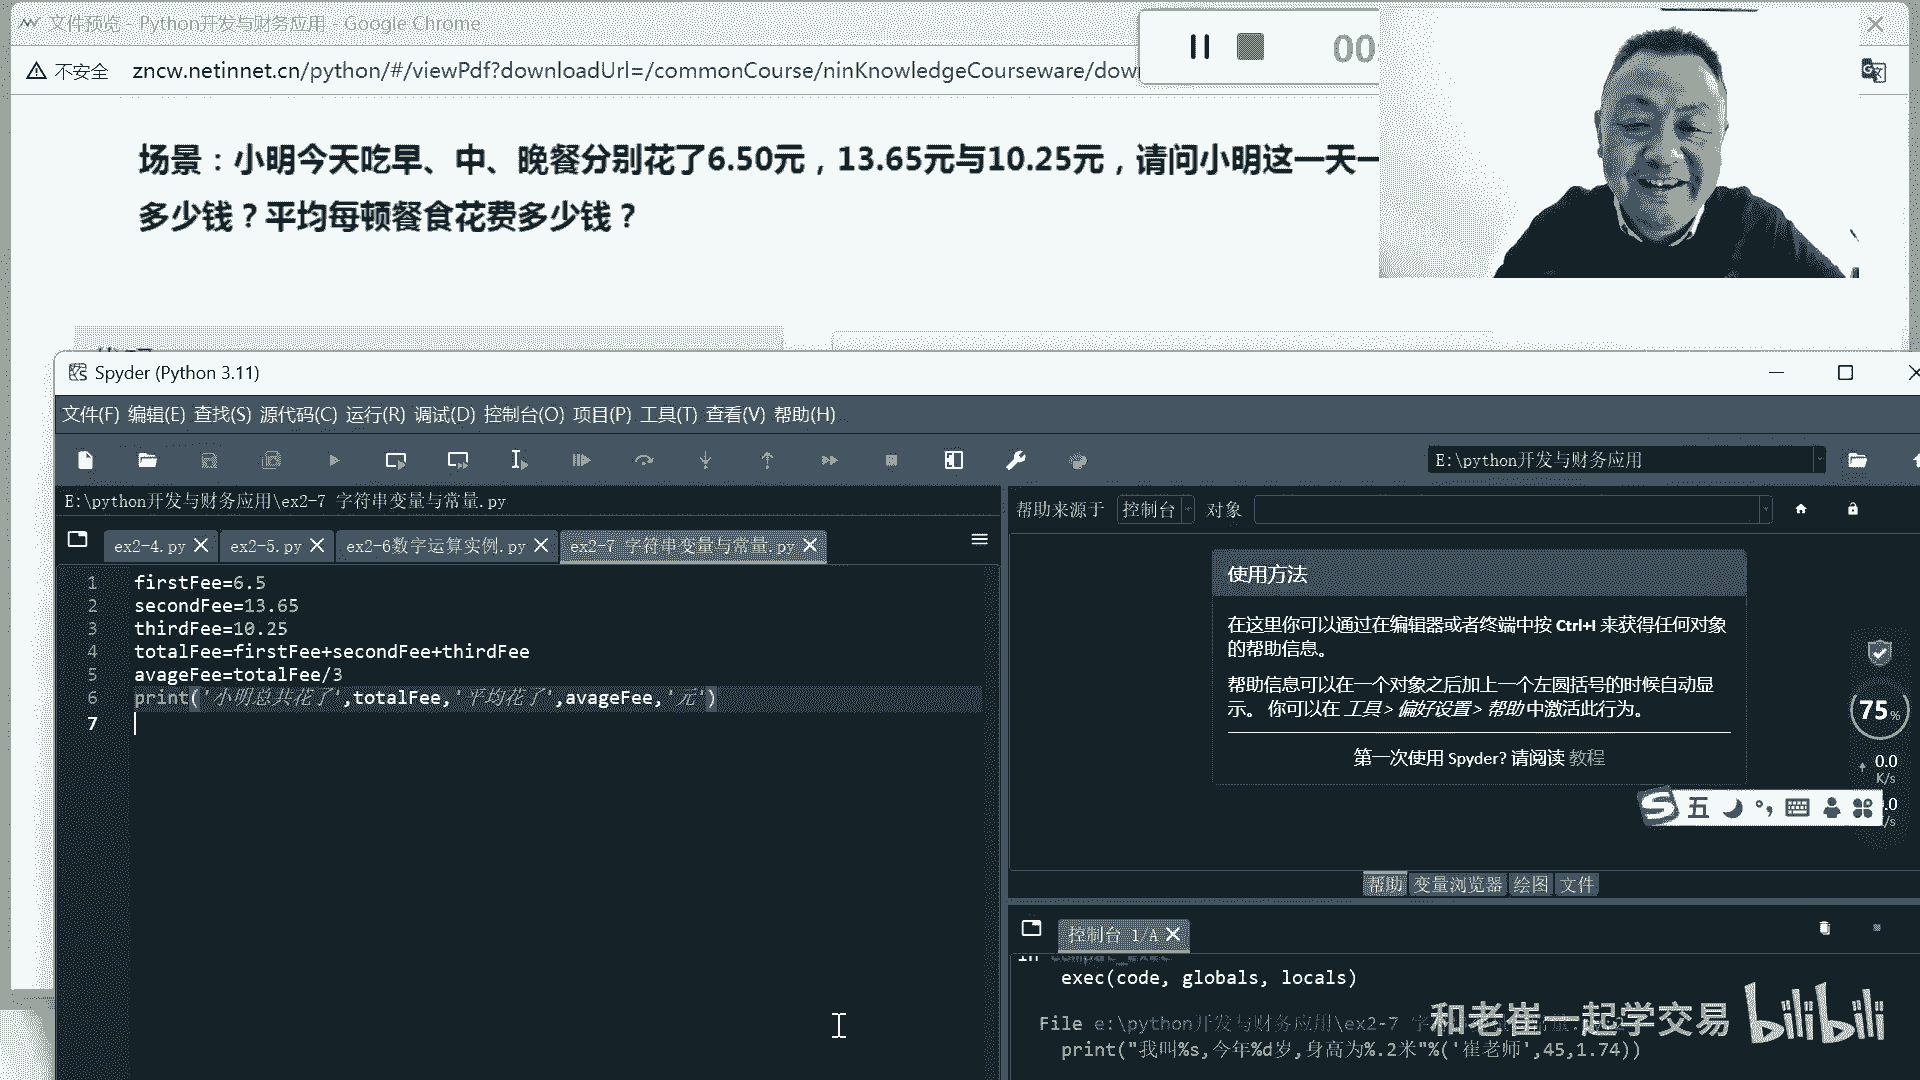 文件预览 - Python开发与财务应用 - Google Chrome
不安全 zncw.netinnet.cn/python/#/viewPdf?downloadUrl=/commonCourse/ninKnowledgeCourseware/dow
00
场景：小明今天吃早、中、晚餐分别花了6.50元，13.65元与10.25元，请问小明这一天一
多少钱？平均每顿餐食花费多少钱？
Spyder (Python 3.11)
文件(F) 编辑(E) 查找(S) 源代码(C) 运行(R) 调试(D) 控制台(O) 项目(P) 工具(T) 查看(V) 帮助(H)
E:\python开发与财务应用
E:\python开发与财务应用\ex2-7 字符串变量与常量.py
帮助来源于 控制台 对象
ex2-4.py ex2-5.py ex2-6数字运算实例.py ex2-7 字符串变量与常量.py
1 firstFee=6.5
2 secondFee=13.65
3 thirdFee=10.25
4 totalFee=firstFee+secondFee+thirdFee
5 avageFee=totalFee/3
6 print('小明总共花了',totalFee,'平均花了',avageFee,'元')
7
使用方法
在这里你可以通过在编辑器或者终端中按 Ctrl+I 来获得任何对象
的帮助信息。
帮助信息可以在一个对象之后加上一个左圆括号的时候自动显
示。 你可以在 工具 > 偏好设置 > 帮助 中激活此行为。
第一次使用 Spyder? 请阅读 教程
75%
0.0
K/s
五
.0
/s
帮助 变量浏览器 绘图 文件
控制台 1/A
exec(code, globals, locals)
File e:\python开发与财务应用\ex2-7
print("我叫%s,今年%d岁,身高为%.2米"%('崔老师',45,1.74))
和老崔一起学交易 bilibili